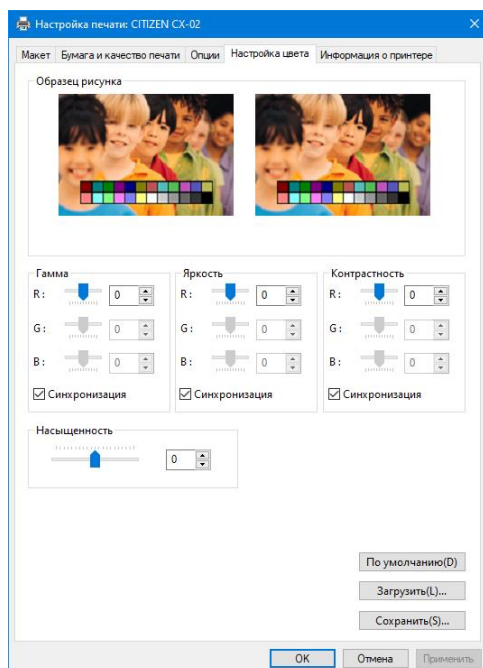 Настройка печати: CITIZEN CX-02
Макет Бумага и качество печати Опции Настройка цвета Информация о принтере
Образец рисунка
Гамма Яркость Контрастность
R: 0 R: 0 R: 0
G: 0 G: 0 G: 0
B: 0 B: 0 B: 0
Синхронизация Синхронизация Синхронизация
Насыщенность
0
По умолчанию(D)
Загрузить(L)...
Сохранить(S)...
OK Отмена Применить